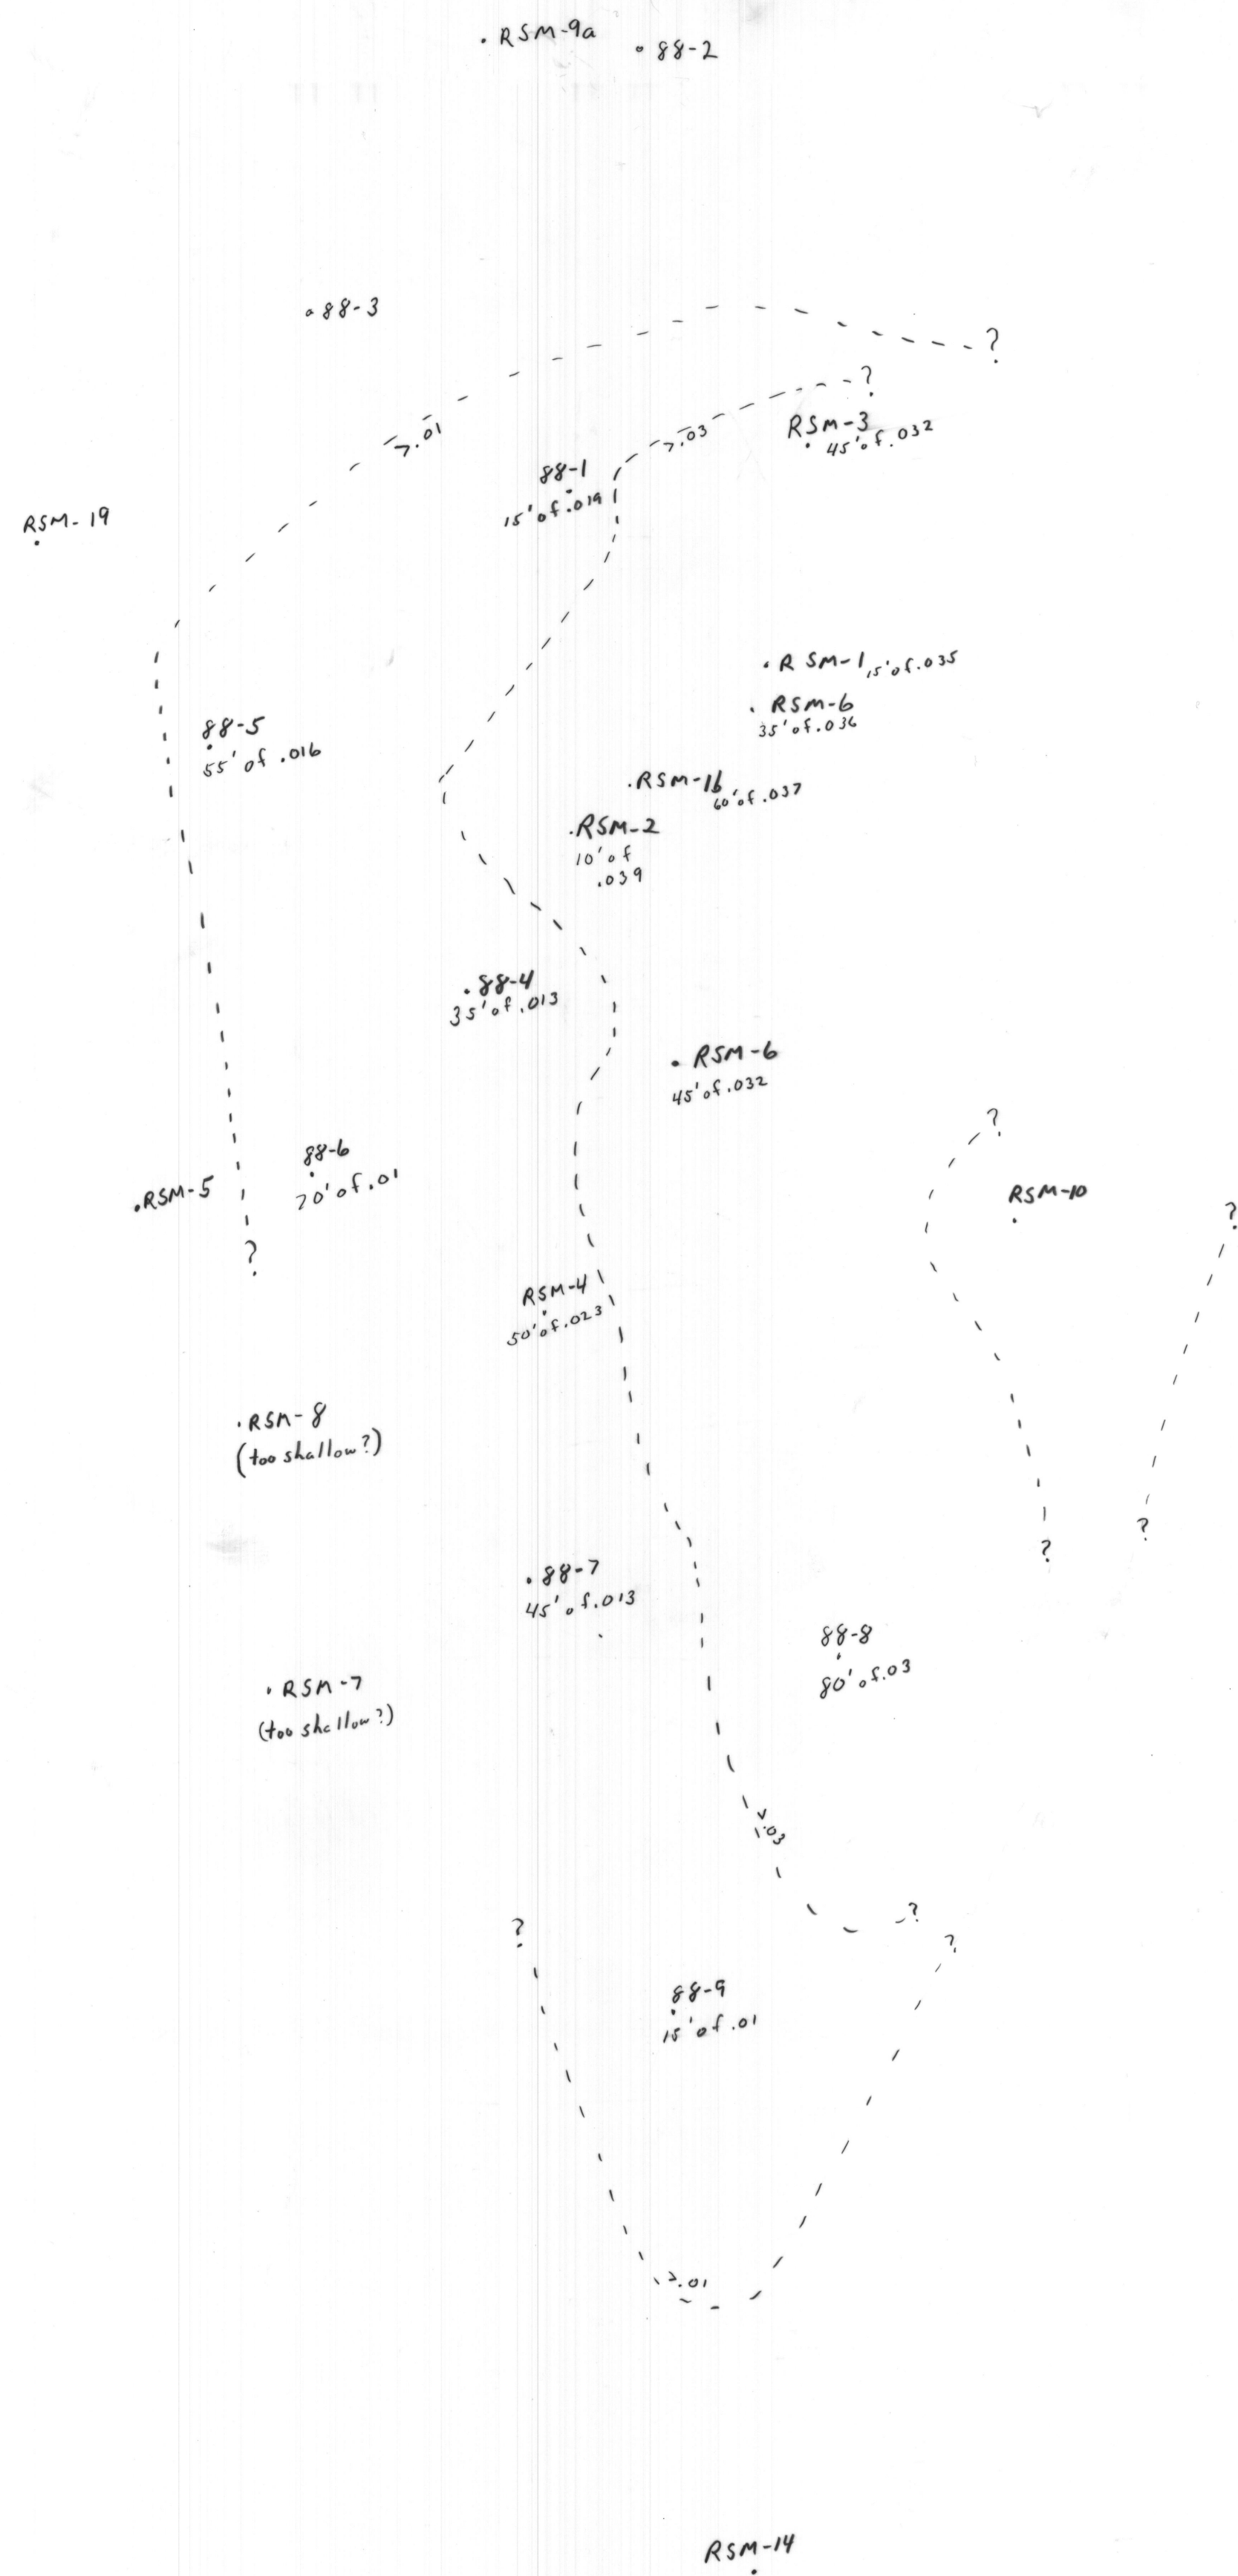 RSM-9a
88-2
88-3
?
?
>.01
>.03
RSM-3
45' of .032
88-1
15' of .019
RSM-19
RSM-1 15' of .035
RSM-6
35' of .036
88-5
55' of .016
RSM-1b
60' of .037
RSM-2
10' of
.039
88-4
35' of .013
RSM-6
45' of .032
?
88-6
70' of .01
RSM-5
RSM-10
?
?
RSM-4
50' of .023
RSM-8
(too shallow?)
?
?
88-7
45' of .013
88-8
80' of .03
RSM-7
(too shallow?)
>.03
?
?
?
88-9
15' of .01
>.01
RSM-14